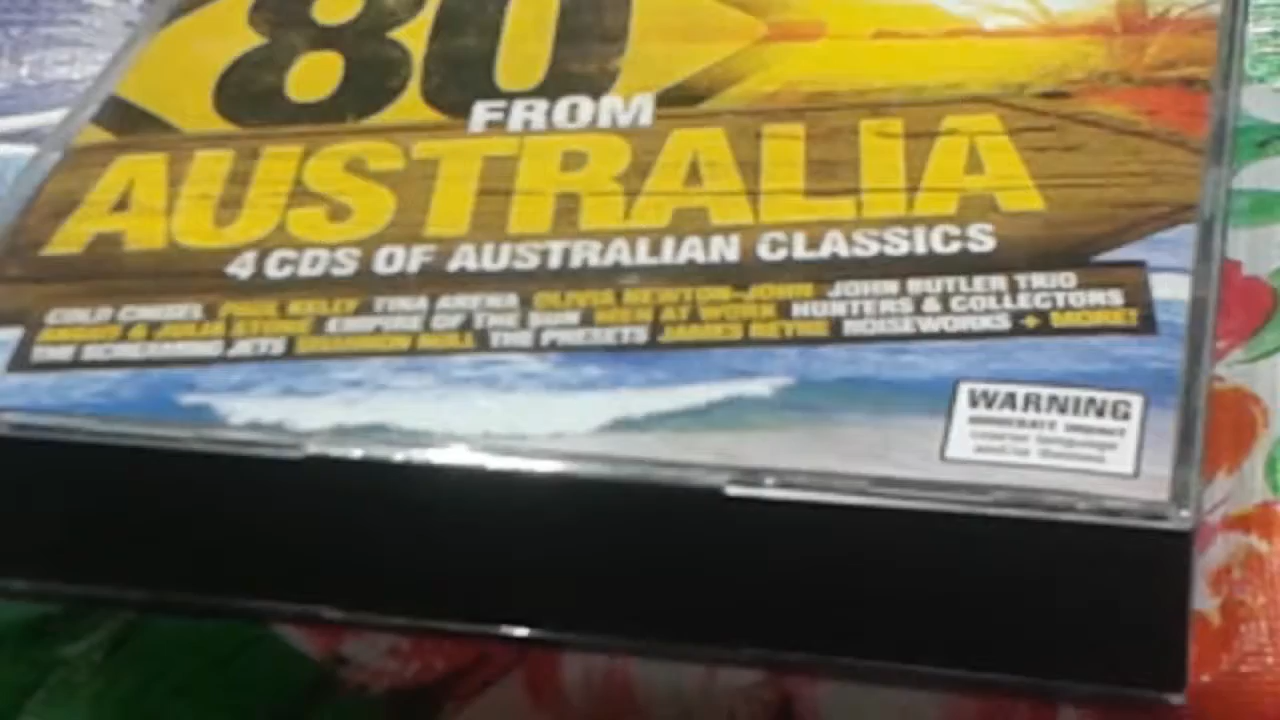 80
FROM
AUSTRALIA
4 CDS OF AUSTRALIAN CLASSICS
COLD CHISEL PAUL KELLY TINA ARENA OLIVIA NEWTON-JOHN JOHN BUTLER TRIO
ANGUS & JULIA STONE EMPIRE OF THE SUN MEN AT WORK HUNTERS & COLLECTORS
THE SCREAMING JETS SHANNON NOLL THE PRESETS JAMES REYNE NOISEWORKS + MORE!
WARNING